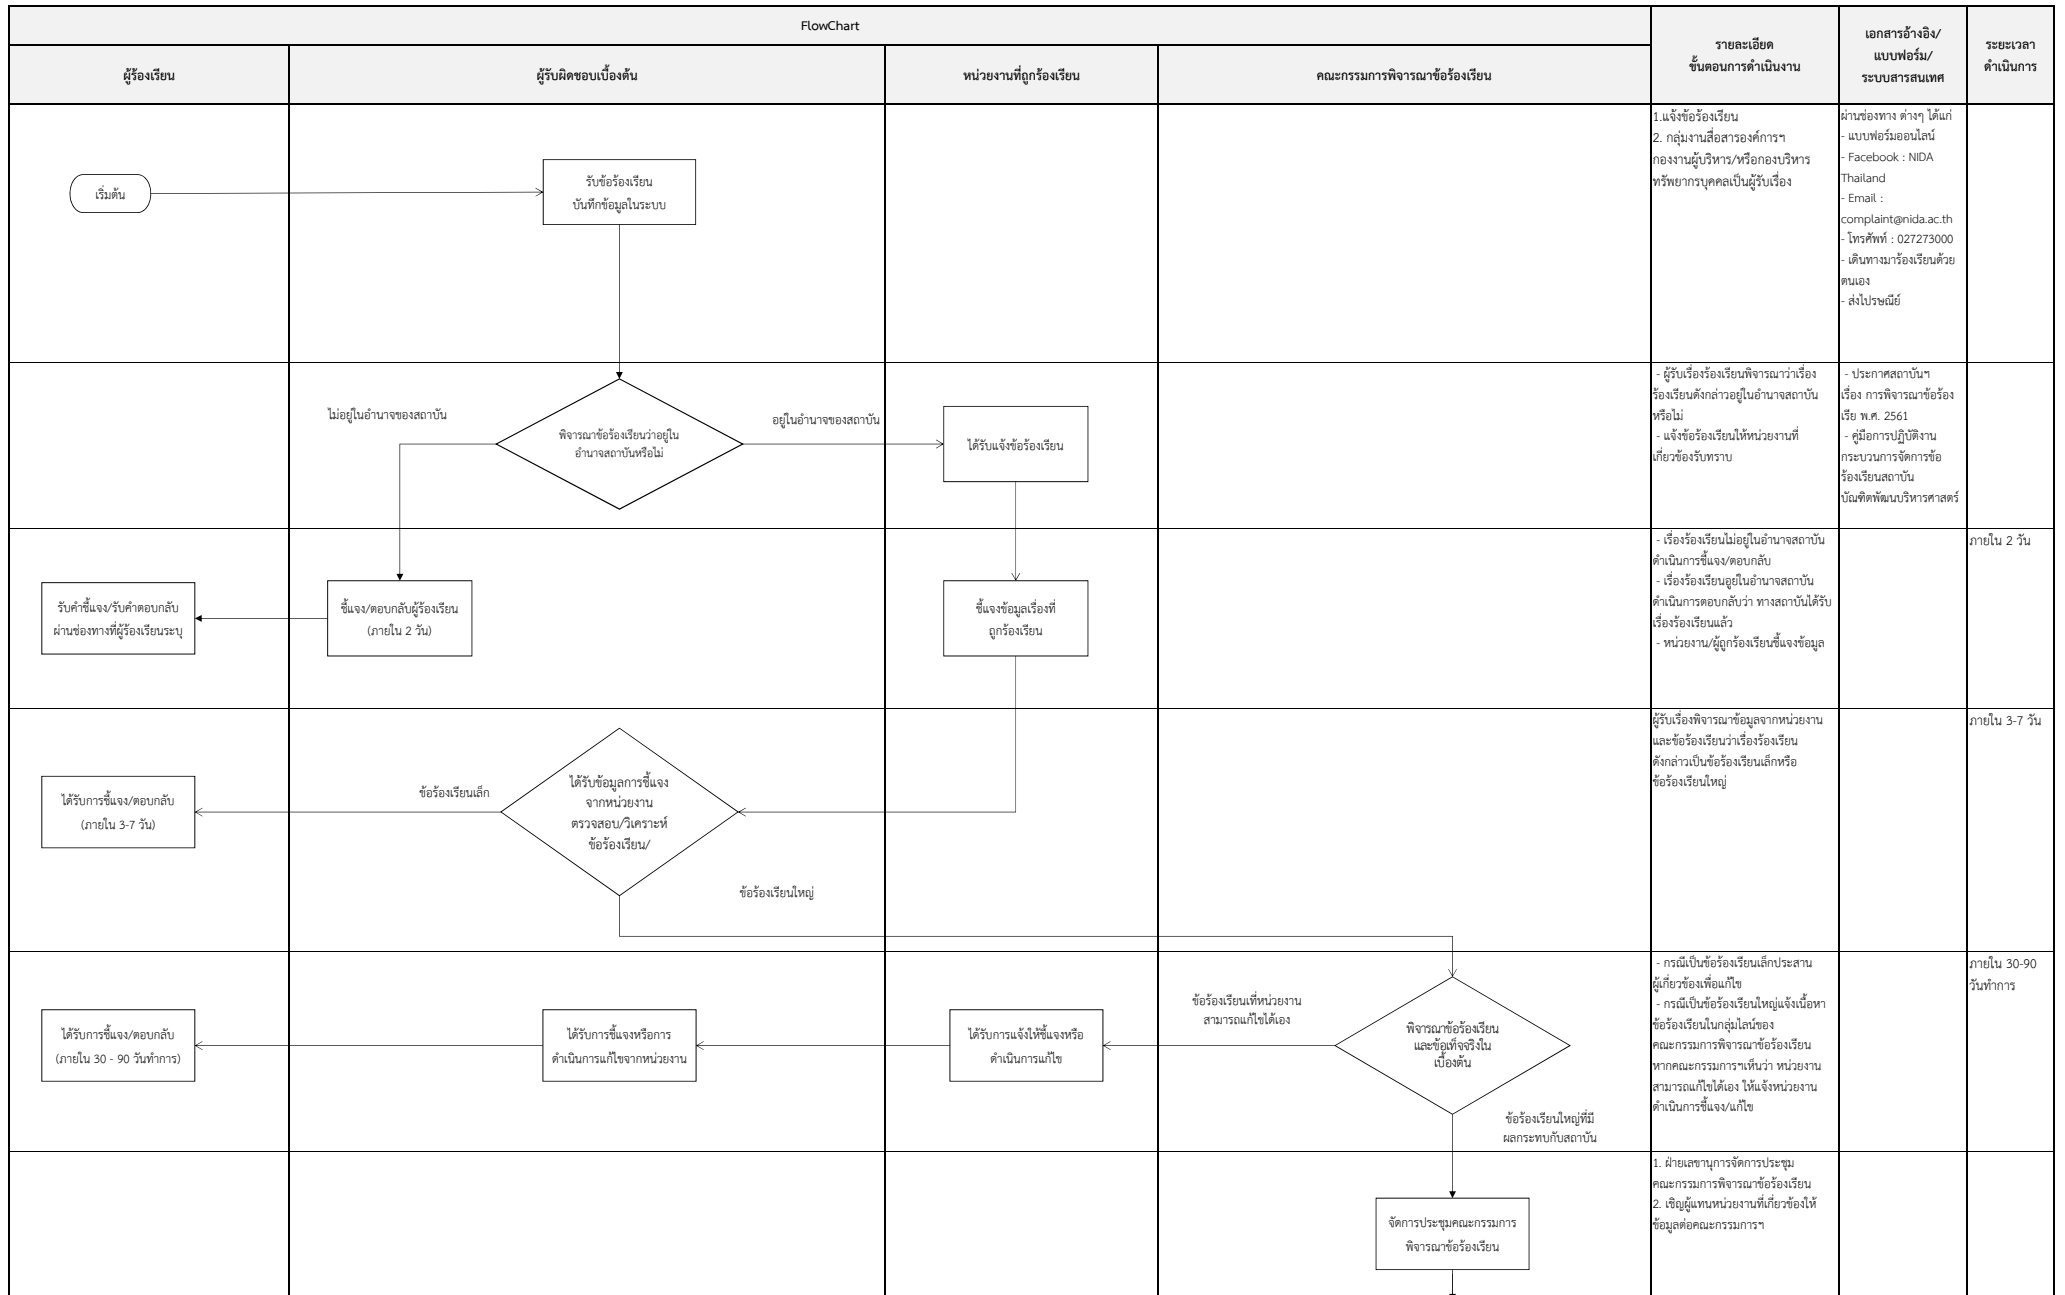 FlowChart
ผู้ร้องเรียน
ผู้รับผิดชอบเบื้องต้น
หน่วยงานที่ถูกร้องเรียน
คณะกรรมการพิจารณาข้อร้องเรียน
รายละเอียด
ขั้นตอนการดำเนินงาน
เอกสารอ้างอิง/
แบบฟอร์ม/
ระบบสารสนเทศ
ระยะเวลา
ดำเนินการ
เริ่มต้น
รับข้อร้องเรียน
บันทึกข้อมูลในระบบ
1.แจ้งข้อร้องเรียน
2. กลุ่มงานสื่อสารองค์การฯ
กองงานผู้บริหาร/หรือกองบริหาร
ทรัพยากรบุคคลเป็นผู้รับเรื่อง
ผ่านช่องทาง ต่างๆ ได้แก่
- แบบฟอร์มออนไลน์
- Facebook : NIDA
Thailand
- Email :
complaint@nida.ac.th
- โทรศัพท์ : 027273000
- เดินทางมาร้องเรียนด้วย
ตนเอง
- ส่งไปรษณีย์
ไม่อยู่ในอำนาจของสถาบัน
พิจารณาข้อร้องเรียนว่าอยู่ใน
อำนาจสถาบันหรือไม่
อยู่ในอำนาจของสถาบัน
ได้รับแจ้งข้อร้องเรียน
- ผู้รับเรื่องร้องเรียนพิจารณาว่าเรื่อง
ร้องเรียนดังกล่าวอยู่ในอำนาจสถาบัน
หรือไม่
- แจ้งข้อร้องเรียนให้หน่วยงานที่
เกี่ยวข้องรับทราบ
- ประกาศสถาบันฯ
เรื่อง การพิจารณาข้อร้อง
เรีย พ.ศ. 2561
- คู่มือการปฏิบัติงาน
กระบวนการจัดการข้อ
ร้องเรียนสถาบัน
บัณฑิตพัฒนบริหารศาสตร์
รับคำชี้แจง/รับคำตอบกลับ
ผ่านช่องทางที่ผู้ร้องเรียนระบุ
ชี้แจง/ตอบกลับผู้ร้องเรียน
(ภายใน 2 วัน)
ชี้แจงข้อมูลเรื่องที่
ถูกร้องเรียน
- เรื่องร้องเรียนไม่อยู่ในอำนาจสถาบัน
ดำเนินการชี้แจง/ตอบกลับ
- เรื่องร้องเรียนอยู่ในอำนาจสถาบัน
ดำเนินการตอบกลับว่า ทางสถาบันได้รับ
เรื่องร้องเรียนแล้ว
- หน่วยงาน/ผู้ถูกร้องเรียนชี้แจงข้อมูล
ภายใน 2 วัน
ได้รับการชี้แจง/ตอบกลับ
(ภายใน 3-7 วัน)
ข้อร้องเรียนเล็ก
ได้รับข้อมูลการชี้แจง
จากหน่วยงาน
ตรวจสอบ/วิเคราะห์
ข้อร้องเรียน/
ข้อร้องเรียนใหญ่
ผู้รับเรื่องพิจารณาข้อมูลจากหน่วยงาน
และข้อร้องเรียนว่าเรื่องร้องเรียน
ดังกล่าวเป็นข้อร้องเรียนเล็กหรือ
ข้อร้องเรียนใหญ่
ภายใน 3-7 วัน
ได้รับการชี้แจง/ตอบกลับ
(ภายใน 30 - 90 วันทำการ)
ได้รับการชี้แจงหรือการ
ดำเนินการแก้ไขจากหน่วยงาน
ได้รับการแจ้งให้ชี้แจงหรือ
ดำเนินการแก้ไข
ข้อร้องเรียนเที่หน่วยงาน
สามารถแก้ไขได้เอง
พิจารณาข้อร้องเรียน
และข้อเท็จจริงใน
เบื้องต้น
ข้อร้องเรียนใหญ่ที่มี
ผลกระทบกับสถาบัน
- กรณีเป็นข้อร้องเรียนเล็กประสาน
ผู้เกี่ยวข้องเพื่อแก้ไข
- กรณีเป็นข้อร้องเรียนใหญ่แจ้งเนื้อหา
ข้อร้องเรียนในกลุ่มไลน์ของ
คณะกรรมการพิจารณาข้อร้องเรียน
หากคณะกรรมการฯเห็นว่า หน่วยงาน
สามารถแก้ไขได้เอง ให้แจ้งหน่วยงาน
ดำเนินการชี้แจง/แก้ไข
ภายใน 30-90
วันทำการ
จัดการประชุมคณะกรรมการ
พิจารณาข้อร้องเรียน
1. ฝ่ายเลขานุการจัดการประชุม
คณะกรรมการพิจารณาข้อร้องเรียน
2. เชิญผู้แทนหน่วยงานที่เกี่ยวข้องให้
ข้อมูลต่อคณะกรรมการฯ